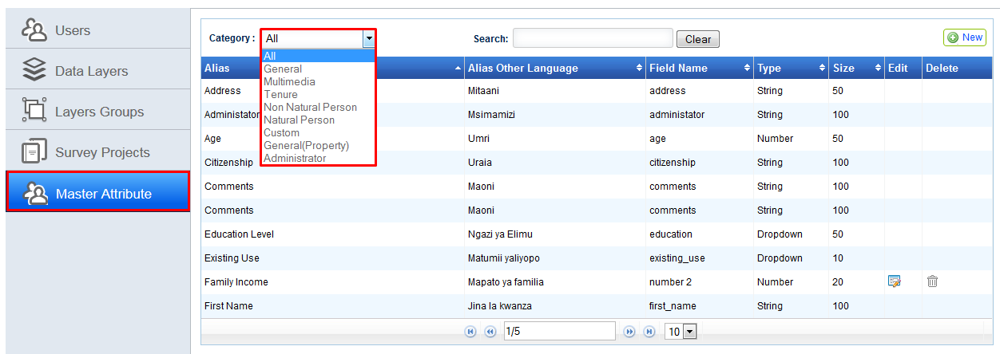 Users
Data Layers
Layers Groups
Survey Projects
Master Attribute
Category : All Search: Clear New
All
General
Multimedia
Tenure
Non Natural Person
Natural Person
Custom
General(Property)
Administrator
Alias Alias Other Language Field Name Type Size Edit Delete
Address Mitaani address String 50
Administator Msimamizi administator String 100
Age Umri age Number 50
Citizenship Uraia citizenship String 100
Comments Maoni comments String 100
Comments Maoni comments String 100
Education Level Ngazi ya Elimu education Dropdown 50
Existing Use Matumii yaliyopo existing_use Dropdown 10
Family Income Mapato ya familia number 2 Number 20
First Name Jina la kwanza first_name String 100
1/5 10